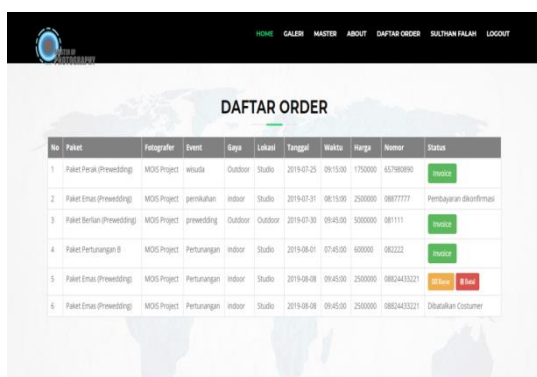 MASTER OF
PHOTOGRAPHY
HOME GALERI MASTER ABOUT DAFTAR ORDER SULTHAN FALAH LOGOUT
DAFTAR ORDER
No Paket Fotografer Event Gaya Lokasi Tanggal Waktu Harga Nomor Status
1 Paket Perak (Prewedding) MOIS Project wisuda Outdoor Studio 2019-07-25 09:15:00 1750000 657980890 Invoice
2 Paket Emas (Prewedding) MOIS Project pernikahan Indoor Studio 2019-07-31 08:15:00 2500000 08877777 Pembayaran dikonfirmasi
3 Paket Berlian (Prewedding) MOIS Project prewedding Outdoor Outdoor 2019-07-30 09:45:00 5000000 081111 Invoice
4 Paket Pertunangan B MOIS Project Pertunangan Indoor Studio 2019-08-01 07:45:00 600000 082222 Invoice
5 Paket Emas (Prewedding) MOIS Project Pertunangan Indoor Studio 2019-08-08 09:45:00 2500000 08824433221 Batal
6 Paket Emas (Prewedding) MOIS Project Pertunangan Indoor Studio 2019-08-08 09:45:00 2500000 08824433221 Dibatalkan Costumer